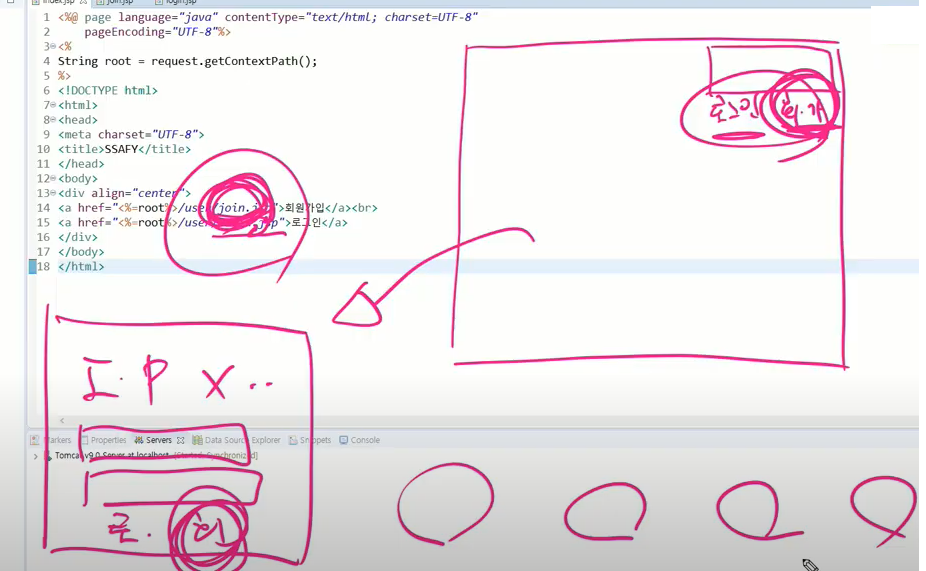 index.jsp join.jsp login.jsp
1 <%@ page language="java" contentType="text/html; charset=UTF-8"
2 pageEncoding="UTF-8"%>
3 <%
4 String root = request.getContextPath();
5 %>
6 <!DOCTYPE html>
7 <html>
8 <head>
9 <meta charset="UTF-8">
10 <title>SSAFY</title>
11 </head>
12 <body>
13 <div align="center">
14 <a href="<%=root%>/user/join.jsp">회원가입</a><br>
15 <a href="<%=root%>/user/ jsp">로그인</a>
16 </div>
17 </body>
18 </html>
로그인 회.가
I. P X..
로. 회
Markers Properties Servers Data Source Explorer Snippets Console
Tomcat v9.0 Server at localhost [Started, Synchronized]